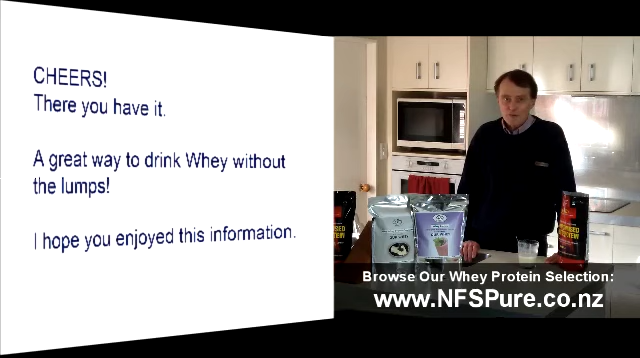 CHEERS!
There you have it.
A great way to drink Whey without
the lumps!
I hope you enjoyed this information.
Browse Our Whey Protein Selection:
www.NFSPure.co.nz